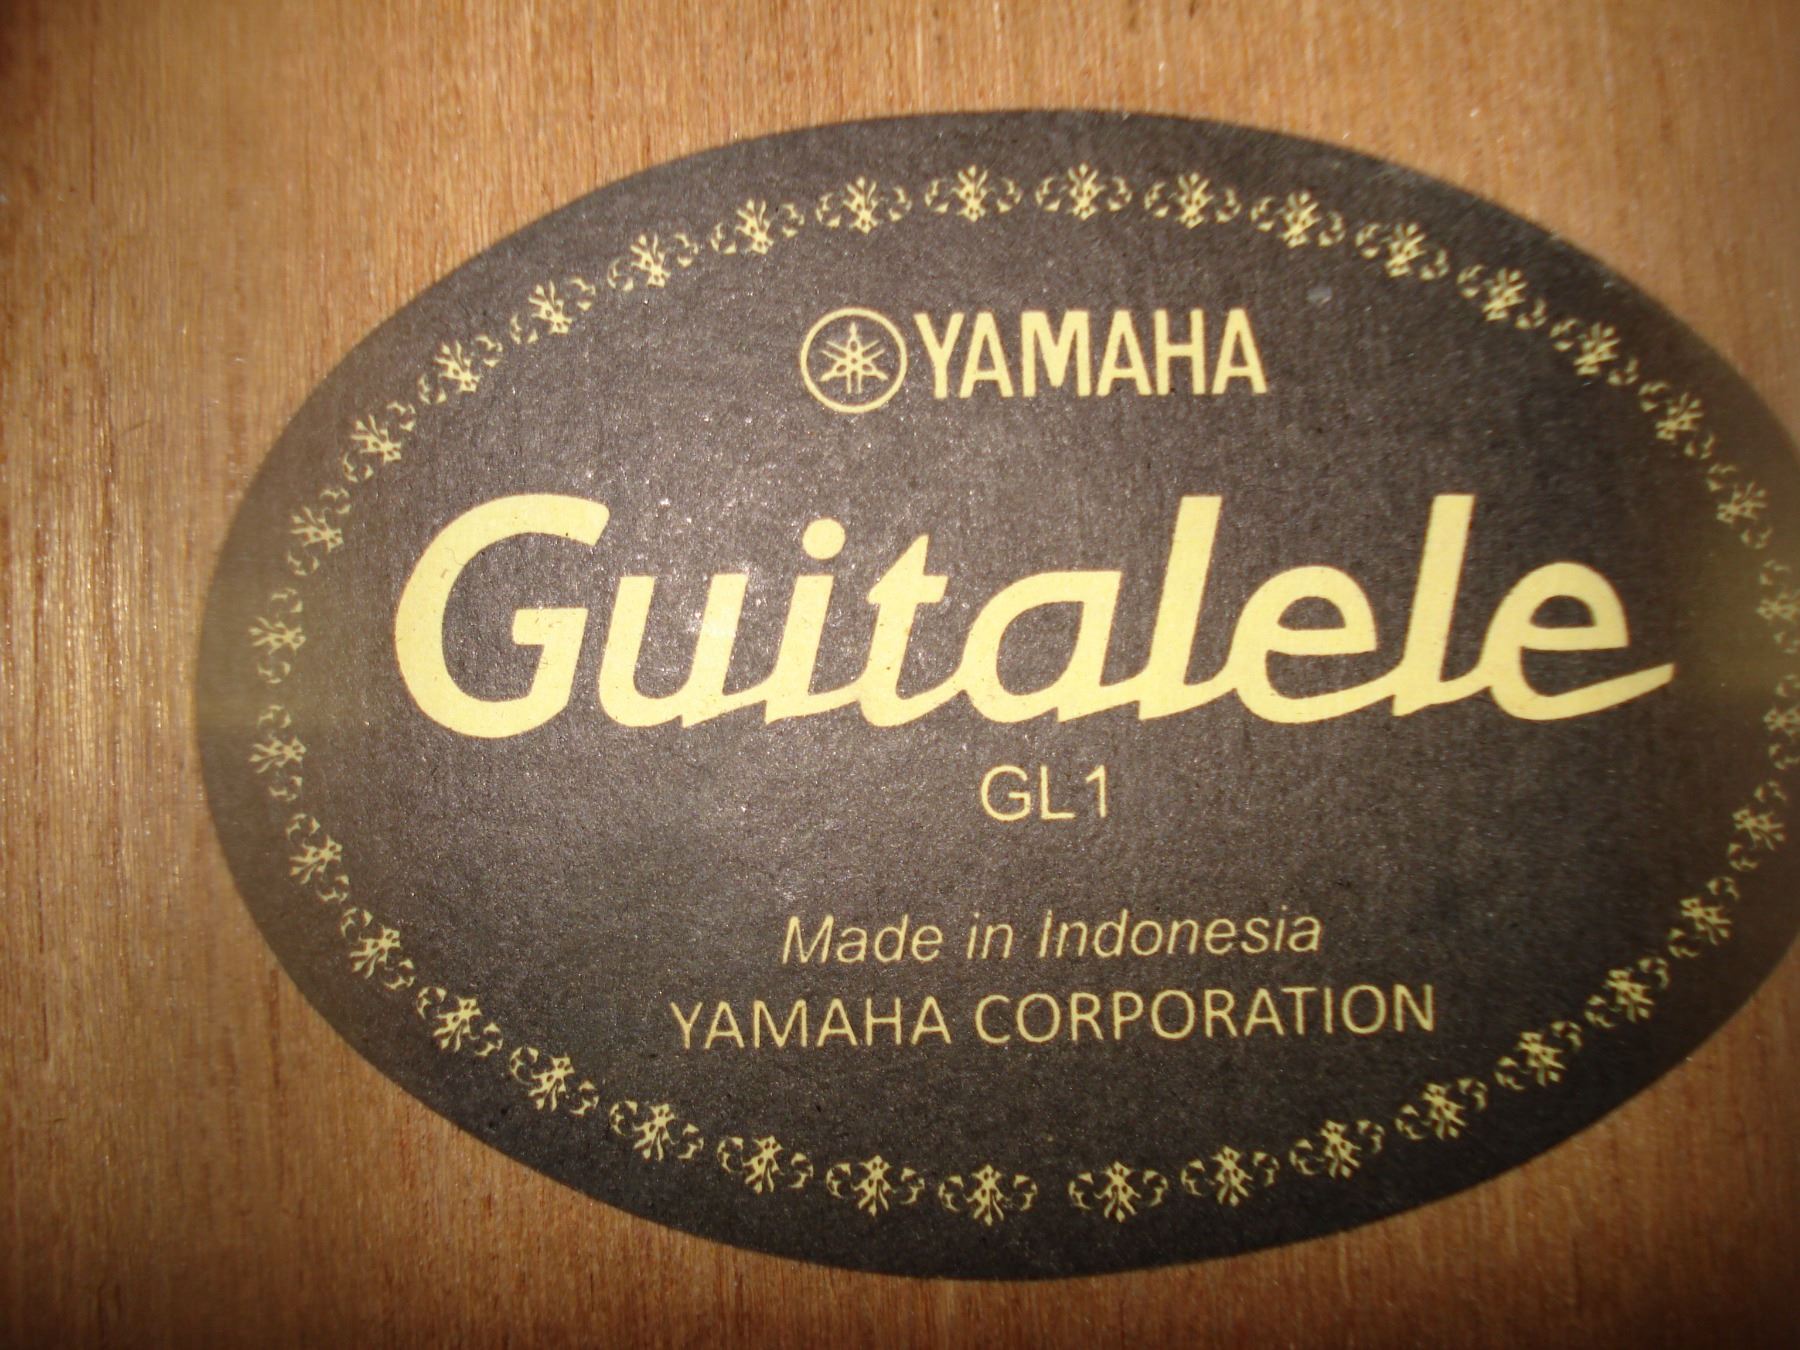 YAMAHA
Guitalele
GL1
Made in Indonesia
YAMAHA CORPORATION